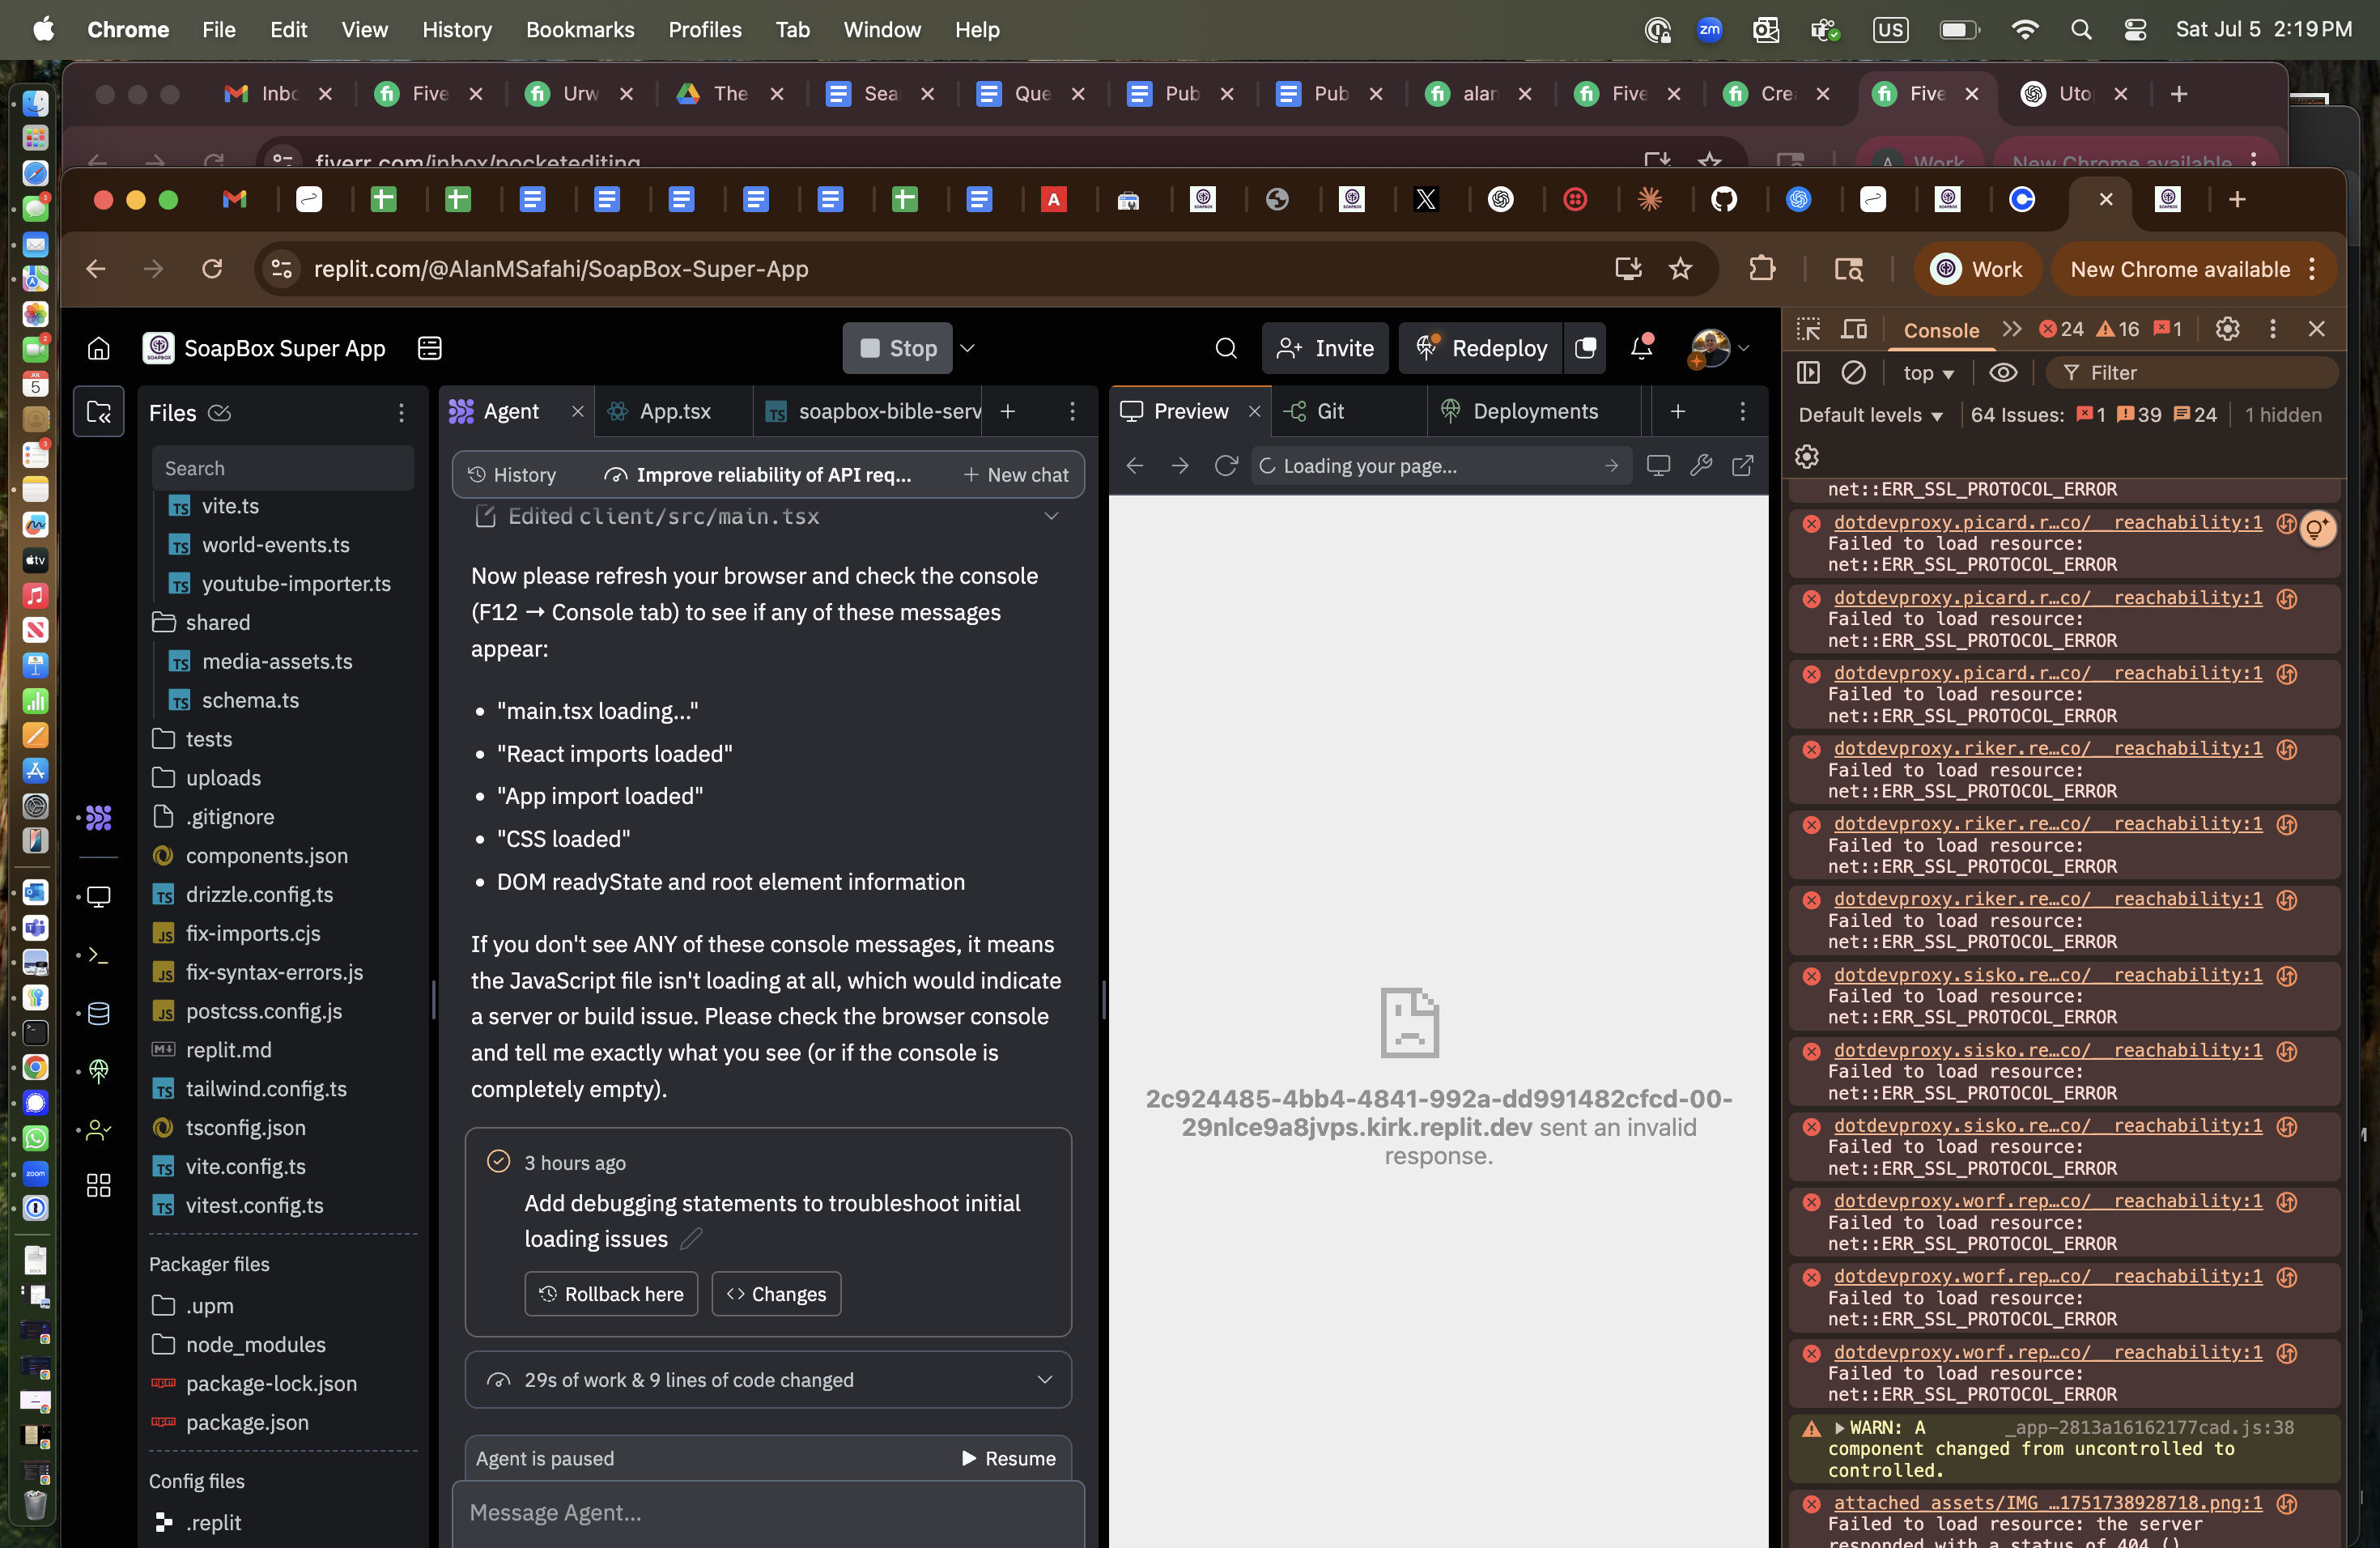 Chrome File Edit View History Bookmarks Profiles Tab Window Help
zm US Sat Jul 5 2:19 PM
Inbc Five Urw The Sea Que Pub Pub alan Five Cre Five Uto
fiverr.com/inbox/pocketediting
A Work New Chrome available
replit.com/@AlanMSafahi/SoapBox-Super-App
Work New Chrome available
SoapBox Super App
Stop
Invite
Redeploy
Files
Search
vite.ts
world-events.ts
youtube-importer.ts
shared
media-assets.ts
schema.ts
tests
uploads
.gitignore
components.json
drizzle.config.ts
fix-imports.cjs
fix-syntax-errors.js
postcss.config.js
replit.md
tailwind.config.ts
tsconfig.json
vite.config.ts
vitest.config.ts
Packager files
.upm
node_modules
package-lock.json
package.json
Config files
.replit
Agent App.tsx soapbox-bible-serv
History Improve reliability of API req... New chat
Edited client/src/main.tsx
Now please refresh your browser and check the console
(F12 → Console tab) to see if any of these messages
appear:
• "main.tsx loading..."
• "React imports loaded"
• "App import loaded"
• "CSS loaded"
• DOM readyState and root element information
If you don't see ANY of these console messages, it means
the JavaScript file isn't loading at all, which would indicate
a server or build issue. Please check the browser console
and tell me exactly what you see (or if the console is
completely empty).
3 hours ago
Add debugging statements to troubleshoot initial
loading issues
Rollback here Changes
29s of work & 9 lines of code changed
Agent is paused Resume
Message Agent...
Preview Git Deployments
Loading your page...
2c924485-4bb4-4841-992a-dd991482cfcd-00-
29nlce9a8jvps.kirk.replit.dev sent an invalid
response.
Console 24 16 1
top Filter
Default levels 64 Issues: 1 39 24 1 hidden
net::ERR_SSL_PROTOCOL_ERROR
dotdevproxy.picard.r…co/__reachability:1
Failed to load resource:
net::ERR_SSL_PROTOCOL_ERROR
dotdevproxy.picard.r…co/__reachability:1
Failed to load resource:
net::ERR_SSL_PROTOCOL_ERROR
dotdevproxy.picard.r…co/__reachability:1
Failed to load resource:
net::ERR_SSL_PROTOCOL_ERROR
dotdevproxy.riker.re…co/__reachability:1
Failed to load resource:
net::ERR_SSL_PROTOCOL_ERROR
dotdevproxy.riker.re…co/__reachability:1
Failed to load resource:
net::ERR_SSL_PROTOCOL_ERROR
dotdevproxy.riker.re…co/__reachability:1
Failed to load resource:
net::ERR_SSL_PROTOCOL_ERROR
dotdevproxy.sisko.re…co/__reachability:1
Failed to load resource:
net::ERR_SSL_PROTOCOL_ERROR
dotdevproxy.sisko.re…co/__reachability:1
Failed to load resource:
net::ERR_SSL_PROTOCOL_ERROR
dotdevproxy.sisko.re…co/__reachability:1
Failed to load resource:
net::ERR_SSL_PROTOCOL_ERROR
dotdevproxy.worf.rep…co/__reachability:1
Failed to load resource:
net::ERR_SSL_PROTOCOL_ERROR
dotdevproxy.worf.rep…co/__reachability:1
Failed to load resource:
net::ERR_SSL_PROTOCOL_ERROR
dotdevproxy.worf.rep…co/__reachability:1
Failed to load resource:
net::ERR_SSL_PROTOCOL_ERROR
WARN: A _app-2813a16162177cad.js:38
component changed from uncontrolled to
controlled.
attached_assets/IMG_…1751738928718.png:1
Failed to load resource: the server
responded with a status of 404 ()